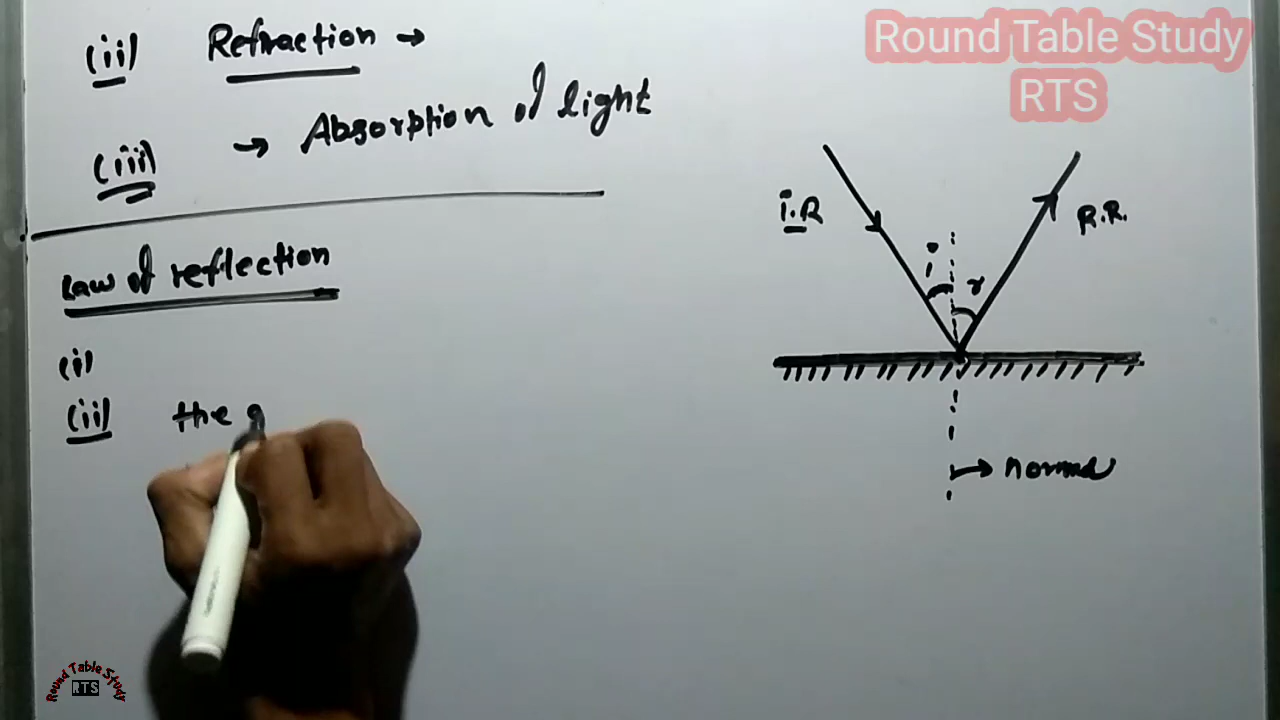 (ii) Refraction →
(iii) → Absorption of light
Law of reflection
(i)
(ii) the
Round Table Study
RTS
i.R
R.R.
i
r
normal
Round Table Study
RTS